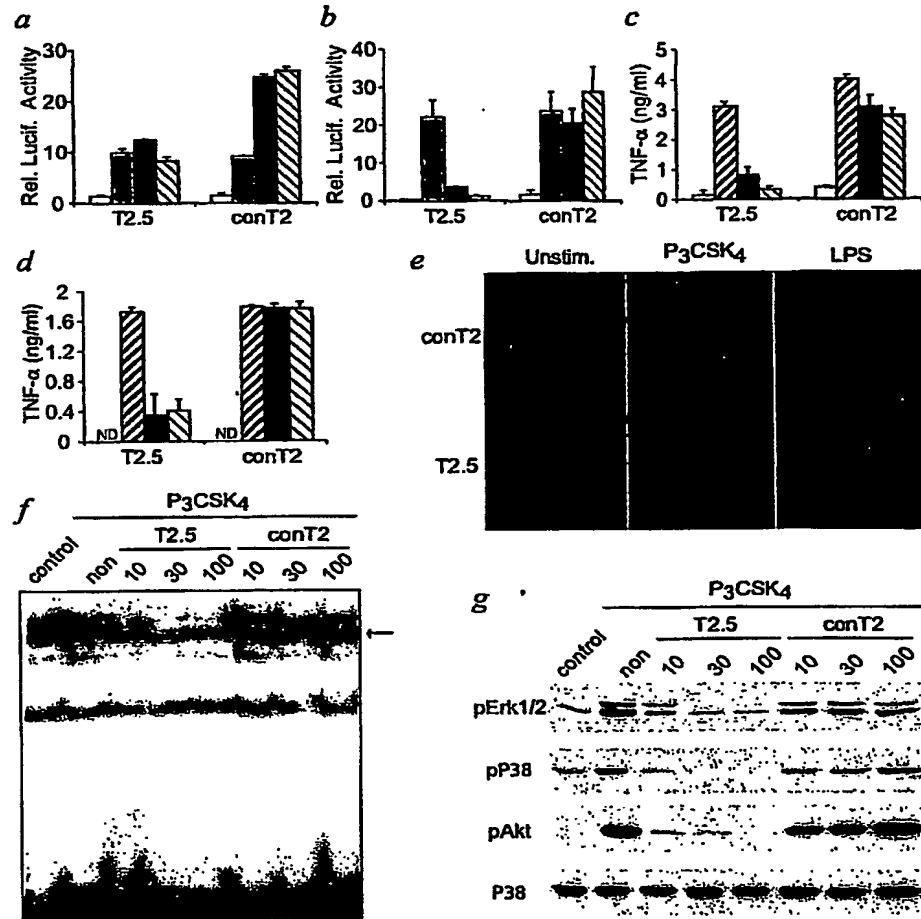 a
Rel. Lucif. Activity
30
20
10
0
T2.5 conT2
b
Rel. Lucif. Activity
40
30
20
10
0
T2.5 conT2
c
TNF-α (ng/ml)
5
4
3
2
1
0
T2.5 conT2
d
TNF-α (ng/ml)
2
1.6
1.2
0.8
0.4
0
ND ND
T2.5 conT2
e
Unstim. P₃CSK₄ LPS
conT2
T2.5
f
P₃CSK₄
T2.5 conT2
control non 10 30 100 10 30 100
g
P₃CSK₄
T2.5 conT2
control non 10 30 100 10 30 100
pErk1/2
pP38
pAkt
P38